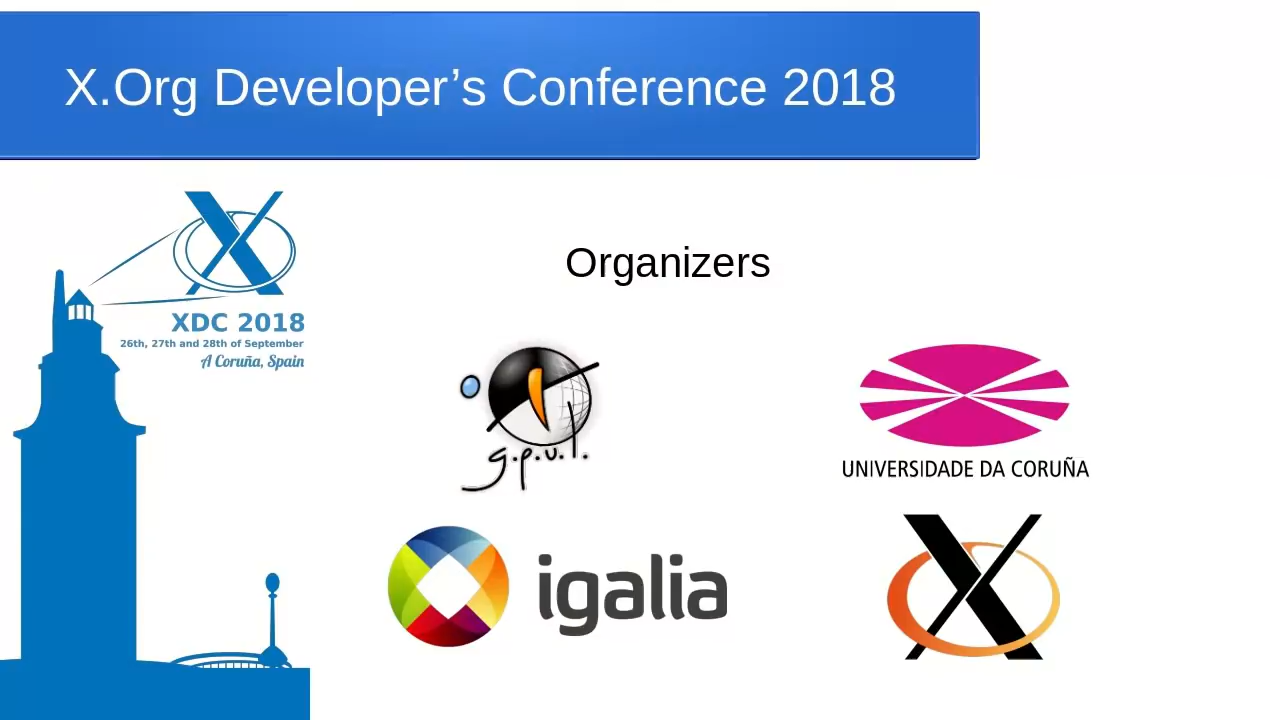 X.Org Developer’s Conference 2018
XDC 2018
26th, 27th and 28th of September
A Coruña, Spain
Organizers
g.p.u.l.
UNIVERSIDADE DA CORUÑA
igalia